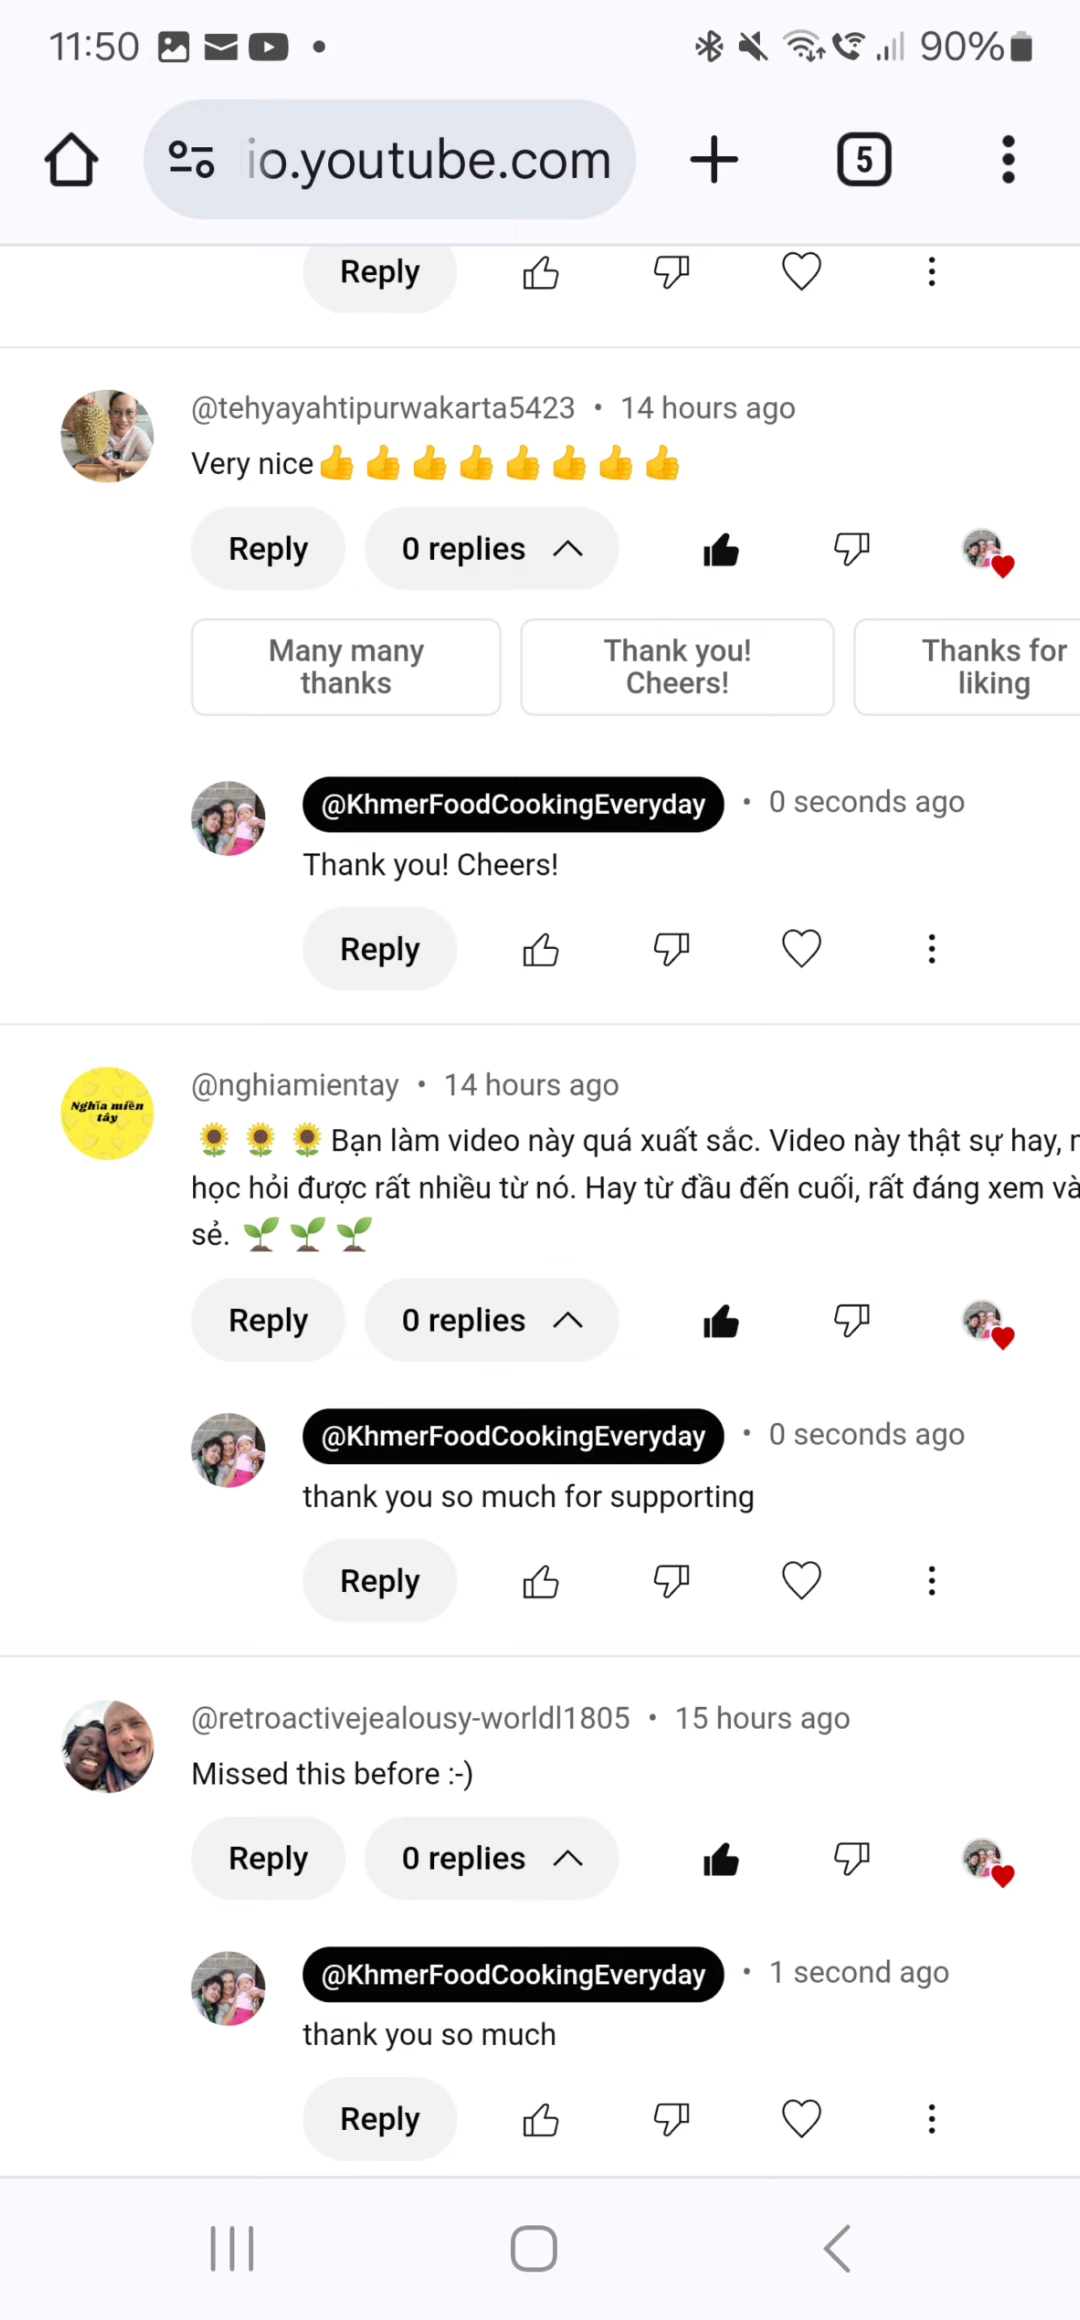 11:50 90%
io.youtube.com 5
Reply
@tehyayahtipurwakarta5423 • 14 hours ago
Very nice👍👍👍👍👍👍👍👍
Reply 0 replies
Many many thanks
Thank you! Cheers!
Thanks for liking
@KhmerFoodCookingEveryday • 0 seconds ago
Thank you! Cheers!
Reply
Nghĩa miền
tây
@nghiamientay • 14 hours ago
🌻🌻🌻Bạn làm video này quá xuất sắc. Video này thật sự hay,
học hỏi được rất nhiều từ nó. Hay từ đầu đến cuối, rất đáng xem và
sẻ. 🌱🌱🌱
Reply 0 replies
@KhmerFoodCookingEveryday • 0 seconds ago
thank you so much for supporting
Reply
@retroactivejealousy-worldl1805 • 15 hours ago
Missed this before :-)
Reply 0 replies
@KhmerFoodCookingEveryday • 1 second ago
thank you so much
Reply